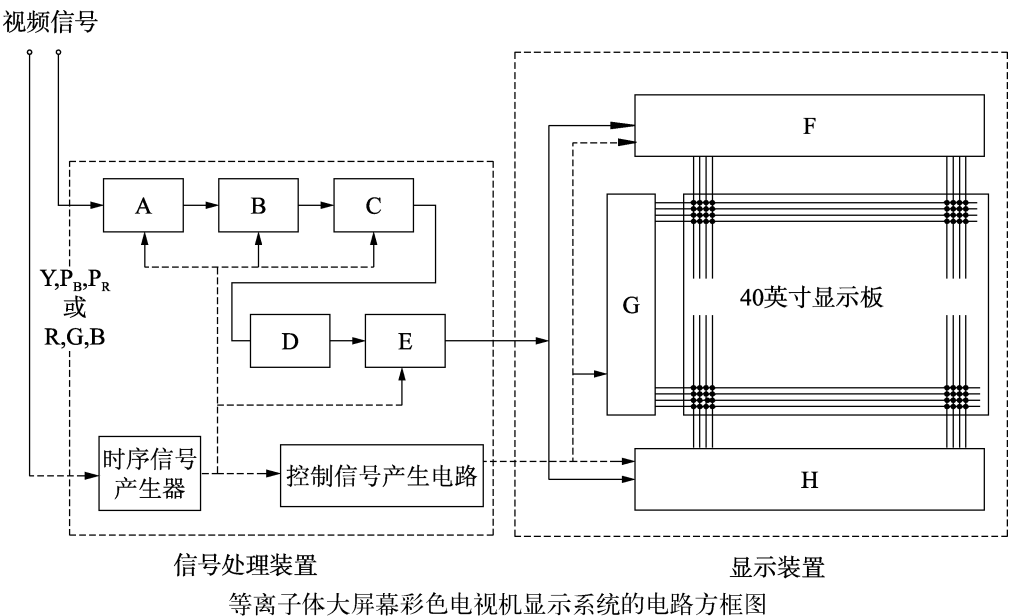 视频信号
F
A
B
C
Y,PB,PR
或
R,G,B
G
40英寸显示板
D
E
时序信号
产生器
控制信号产生电路
H
信号处理装置
显示装置
等离子体大屏幕彩色电视机显示系统的电路方框图